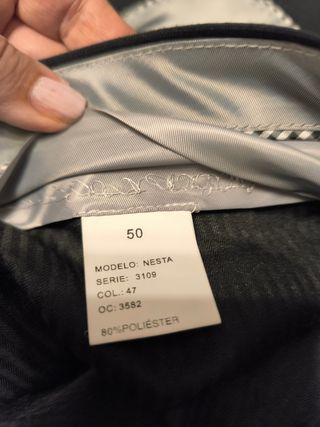 50
MODELO: NESTA
SERIE: 3109
COL.: 47
OC: 3582
80%POLIÉSTER